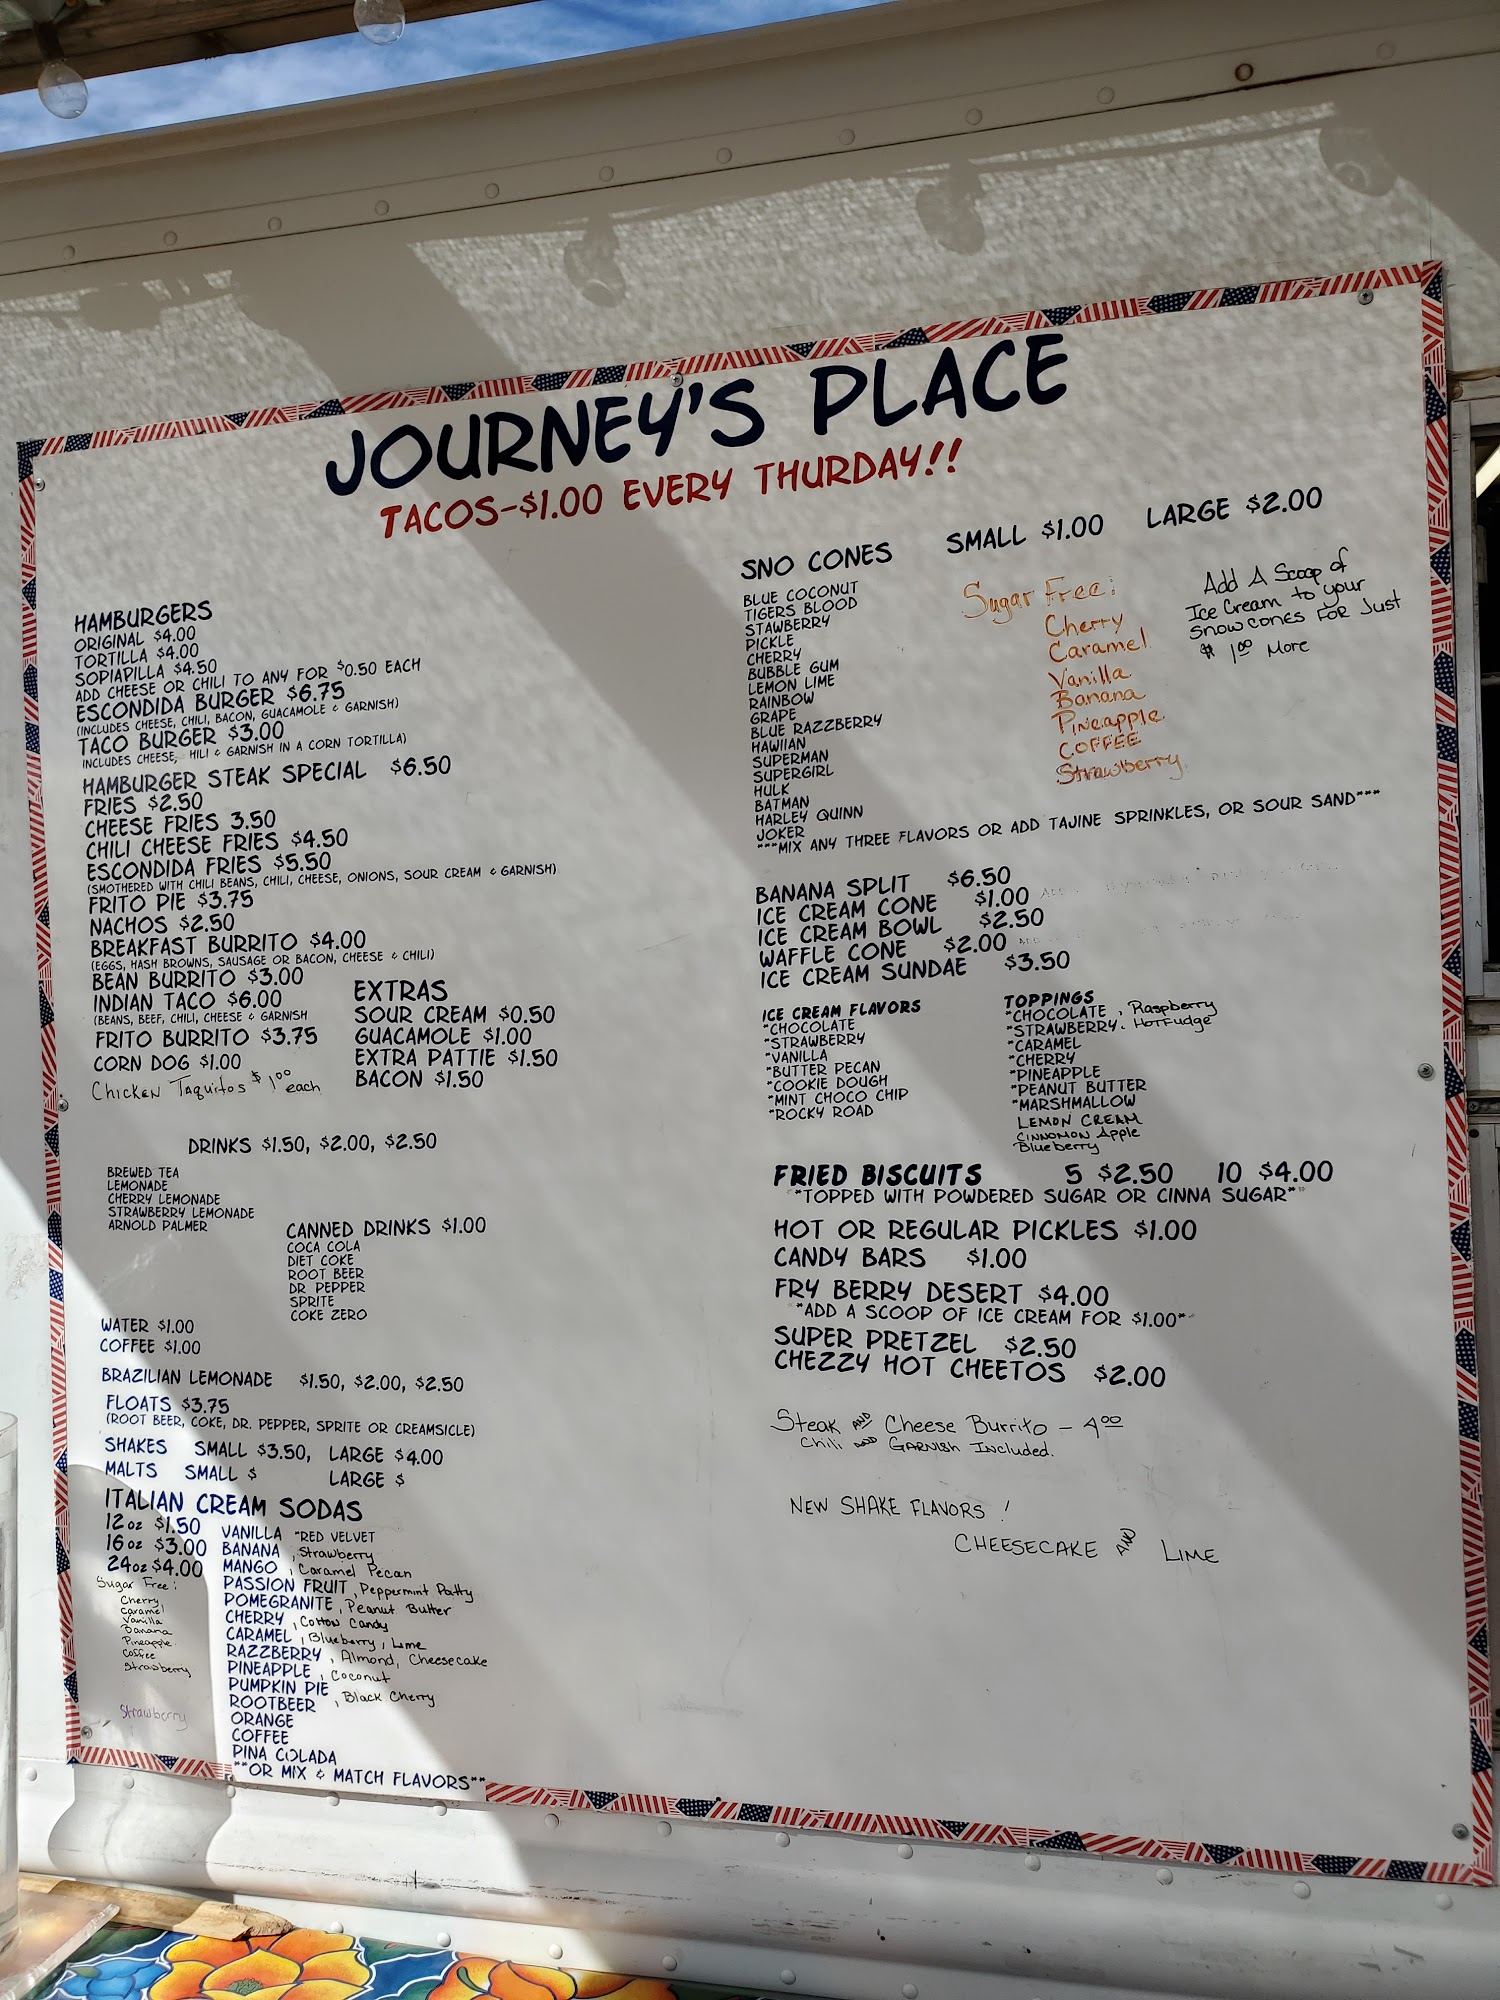 JOURNEY'S PLACE
TACOS-$1.00 EVERY THURDAY!!
HAMBURGERS
ORIGINAL $4.00
TORTILLA $4.00
SOPIAPILLA $4.50
ADD CHEESE OR CHILI TO ANY FOR $0.50 EACH
ESCONDIDA BURGER $6.75
(INCLUDES CHEESE, CHILI, BACON, GUACAMOLE & GARNISH)
TACO BURGER $3.00
INCLUDES CHEESE, HILI & GARNISH IN A CORN TORTILLA)
HAMBURGER STEAK SPECIAL $6.50
FRIES $2.50
CHEESE FRIES 3.50
CHILI CHEESE FRIES $4.50
ESCONDIDA FRIES $5.50
(SMOTHERED WITH CHILI BEANS, CHILI, CHEESE, ONIONS, SOUR CREAM & GARNISH)
FRITO PIE $3.75
NACHOS $2.50
BREAKFAST BURRITO $4.00
(EGGS, HASH BROWNS, SAUSAGE OR BACON, CHEESE & CHILI)
BEAN BURRITO $3.00
INDIAN TACO $6.00
(BEANS, BEEF, CHILI, CHEESE & GARNISH
FRITO BURRITO $3.75
CORN DOG $1.00
Chicken Taquitos $1.00 each
EXTRAS
SOUR CREAM $0.50
GUACAMOLE $1.00
EXTRA PATTIE $1.50
BACON $1.50
DRINKS $1.50, $2.00, $2.50
BREWED TEA
LEMONADE
CHERRY LEMONADE
STRAWBERRY LEMONADE
ARNOLD PALMER
CANNED DRINKS $1.00
COCA COLA
DIET COKE
ROOT BEER
DR PEPPER
SPRITE
COKE ZERO
WATER $1.00
COFFEE $1.00
BRAZILIAN LEMONADE $1.50, $2.00, $2.50
FLOATS $3.75
(ROOT BEER, COKE, DR. PEPPER, SPRITE OR CREAMSICLE)
SHAKES SMALL $3.50, LARGE $4.00
MALTS SMALL $ LARGE $
ITALIAN CREAM SODAS
12oz $1.50
16oz $3.00
24oz $4.00
Sugar Free:
Cherry
Caramel
Vanilla
Banana
Pineapple
Coffee
Strawberry
Strawberry
VANILLA *RED VELVET
BANANA , Strawberry
MANGO , Caramel Pecan
PASSION FRUIT , Peppermint Patty
POMEGRANITE , Peanut Butter
CHERRY , Cotton Candy
CARAMEL , Blueberry , Lime
RAZZBERRY , Almond, Cheesecake
PINEAPPLE , Coconut
PUMPKIN PIE
ROOTBEER , Black Cherry
ORANGE
COFFEE
PINA COLADA
**OR MIX & MATCH FLAVORS**
SNO CONES SMALL $1.00 LARGE $2.00
BLUE COCONUT
TIGERS BLOOD
STAWBERRY
PICKLE
CHERRY
BUBBLE GUM
LEMON LIME
RAINBOW
GRAPE
BLUE RAZZBERRY
HAWIIAN
SUPERMAN
SUPERGIRL
HULK
BATMAN
HARLEY QUINN
JOKER
***MIX ANY THREE FLAVORS OR ADD TAJINE SPRINKLES, OR SOUR SAND***
Sugar Free:
Cherry
Caramel
Vanilla
Banana
Pineapple
COFFEE
Strawberry
Add A Scoop of
Ice Cream to your
Snowcones FOR Just
$ 1.00 More
BANANA SPLIT $6.50
ICE CREAM CONE $1.00
ICE CREAM BOWL $2.50
WAFFLE CONE $2.00
ICE CREAM SUNDAE $3.50
ICE CREAM FLAVORS
*CHOCOLATE
*STRAWBERRY
*VANILLA
*BUTTER PECAN
*COOKIE DOUGH
*MINT CHOCO CHIP
*ROCKY ROAD
TOPPINGS
*CHOCOLATE , Raspberry
*STRAWBERRY. HotFudge
*CARAMEL
*CHERRY
*PINEAPPLE
*PEANUT BUTTER
*MARSHMALLOW
LEMON CREAM
CINNOMON Apple
Blueberry
FRIED BISCUITS 5 $2.50 10 $4.00
*TOPPED WITH POWDERED SUGAR OR CINNA SUGAR*
HOT OR REGULAR PICKLES $1.00
CANDY BARS $1.00
FRY BERRY DESERT $4.00
*ADD A SCOOP OF ICE CREAM FOR $1.00*
SUPER PRETZEL $2.50
CHEZZY HOT CHEETOS $2.00
Steak AND Cheese Burrito - 4.00
Chili AND GARNISH Included.
NEW SHAKE FLAVORS !
CHEESECAKE AND LIME